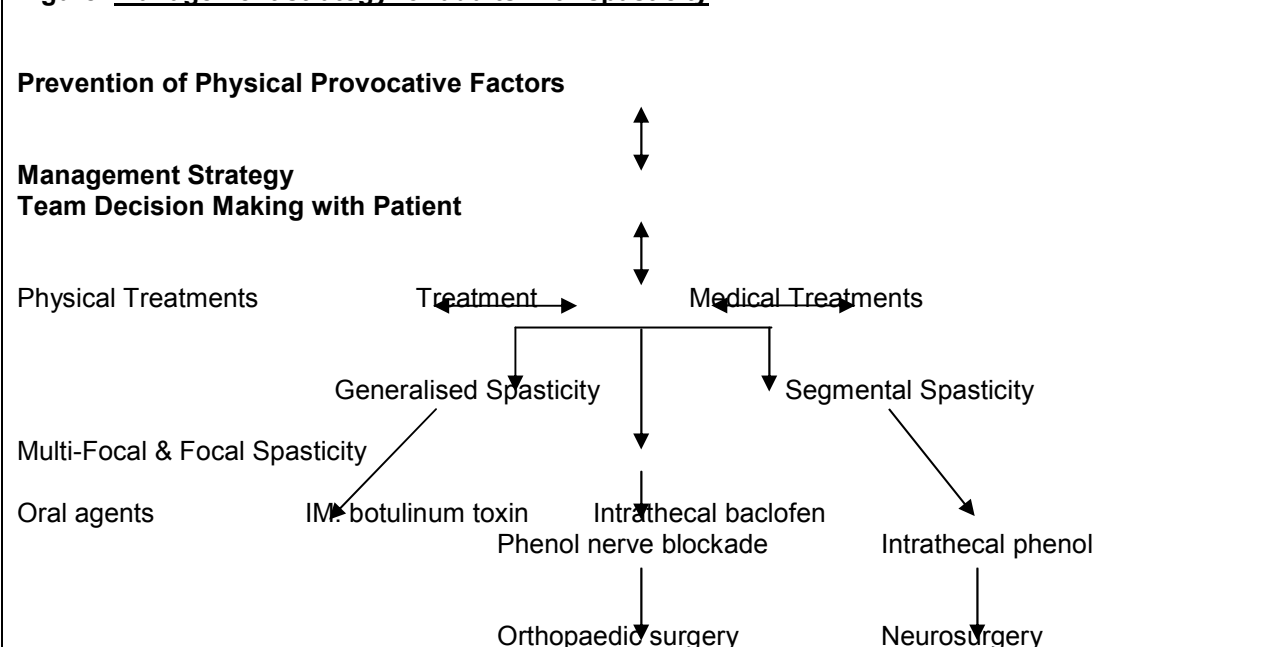 Prevention of Physical Provocative Factors
Management Strategy
Team Decision Making with Patient
Physical Treatments Treatment Medical Treatments
Generalised Spasticity Segmental Spasticity
Multi-Focal & Focal Spasticity
Oral agents IM. botulinum toxin Intrathecal baclofen
Phenol nerve blockade Intrathecal phenol
Orthopaedic surgery Neurosurgery